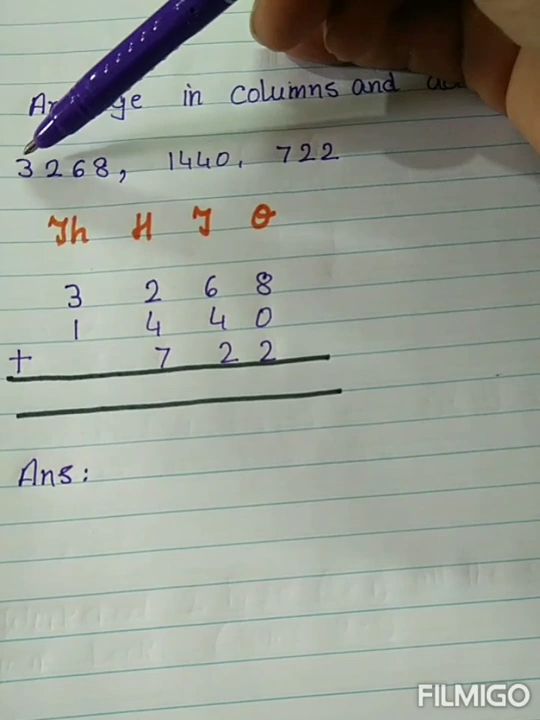 in columns and
3268, 1440, 722
Th H T O
3 2 6 8
1 4 4 0
+ 7 2 2
Ans:
FILMIGO